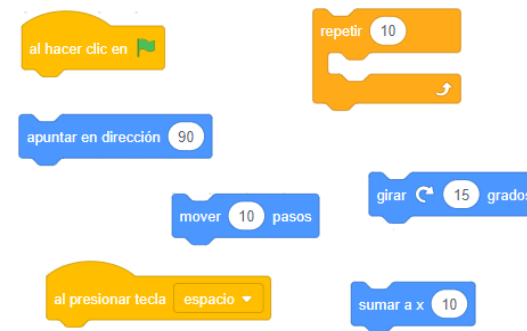 al hacer clic en
repetir 10
apuntar en dirección 90
girar 15 grados
mover 10 pasos
al presionar tecla espacio
sumar a x 10